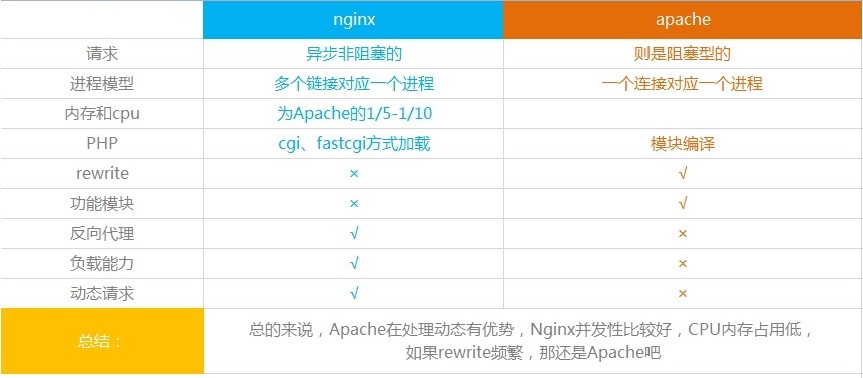 nginx apache
请求 异步非阻塞的 则是阻塞型的
进程模型 多个链接对应一个进程 一个连接对应一个进程
内存和cpu 为Apache的1/5-1/10
PHP cgi、fastcgi方式加载 模块编译
rewrite × √
功能模块 × √
反向代理 √ ×
负载能力 √ ×
动态请求 √ ×
总结： 总的来说，Apache在处理动态有优势，Nginx并发性比较好，CPU内存占用低，
如果rewrite频繁，那还是Apache吧